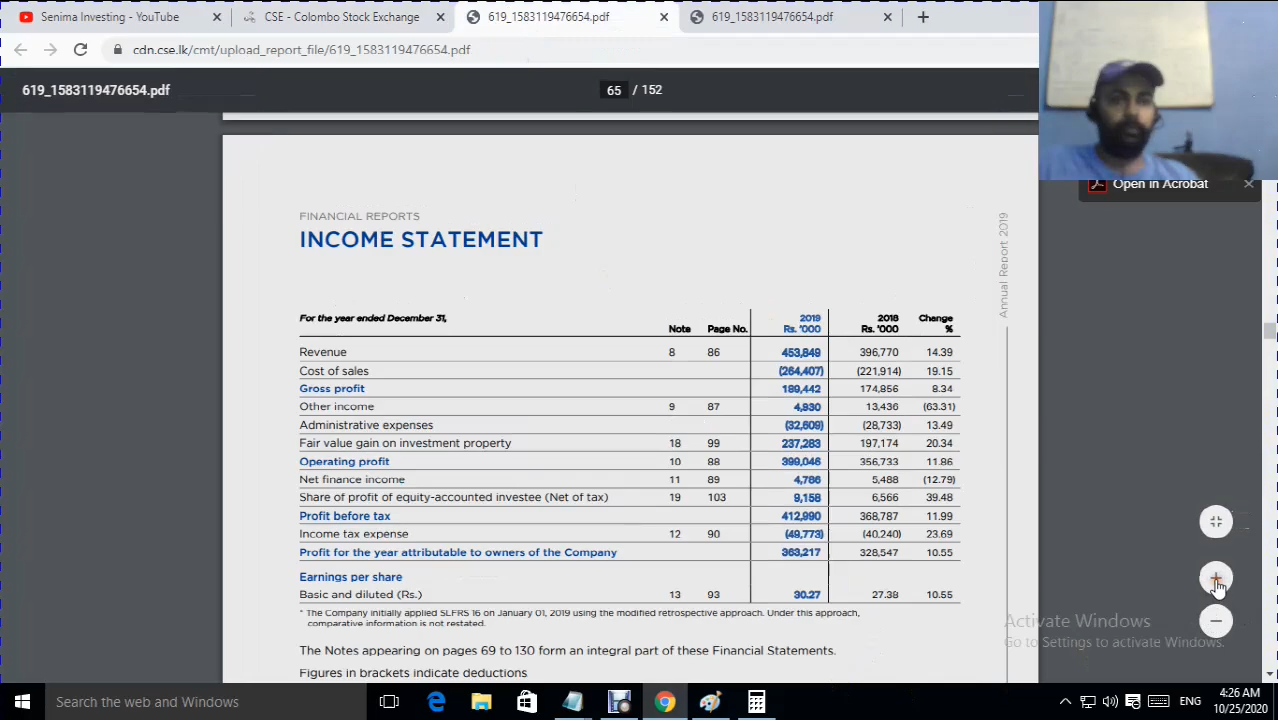 Senima Investing - YouTube
CSE - Colombo Stock Exchange
619_1583119476654.pdf
619_1583119476654.pdf
cdn.cse.lk/cmt/upload_report_file/619_1583119476654.pdf
619_1583119476654.pdf
65 / 152
Open in Acrobat
FINANCIAL REPORTS
INCOME STATEMENT
Annual Report 2019
For the year ended December 31, Note Page No. 2019 Rs. '000 2018 Rs. '000 Change %
Revenue 8 86 453,849 396,770 14.39
Cost of sales (264,407) (221,914) 19.15
Gross profit 189,442 174,856 8.34
Other income 9 87 4,930 13,436 (63.31)
Administrative expenses (32,609) (28,733) 13.49
Fair value gain on investment property 18 99 237,283 197,174 20.34
Operating profit 10 88 399,046 356,733 11.86
Net finance income 11 89 4,786 5,488 (12.79)
Share of profit of equity-accounted investee (Net of tax) 19 103 9,158 6,566 39.48
Profit before tax 412,990 368,787 11.99
Income tax expense 12 90 (49,773) (40,240) 23.69
Profit for the year attributable to owners of the Company 363,217 328,547 10.55
Earnings per share
Basic and diluted (Rs.) 13 93 30.27 27.38 10.55
* The Company initially applied SLFRS 16 on January 01, 2019 using the modified retrospective approach. Under this approach,
comparative information is not restated.
The Notes appearing on pages 69 to 130 form an integral part of these Financial Statements.
Figures in brackets indicate deductions
Activate Windows
Go to Settings to activate Windows.
Search the web and Windows
ENG
4:26 AM
10/25/2020